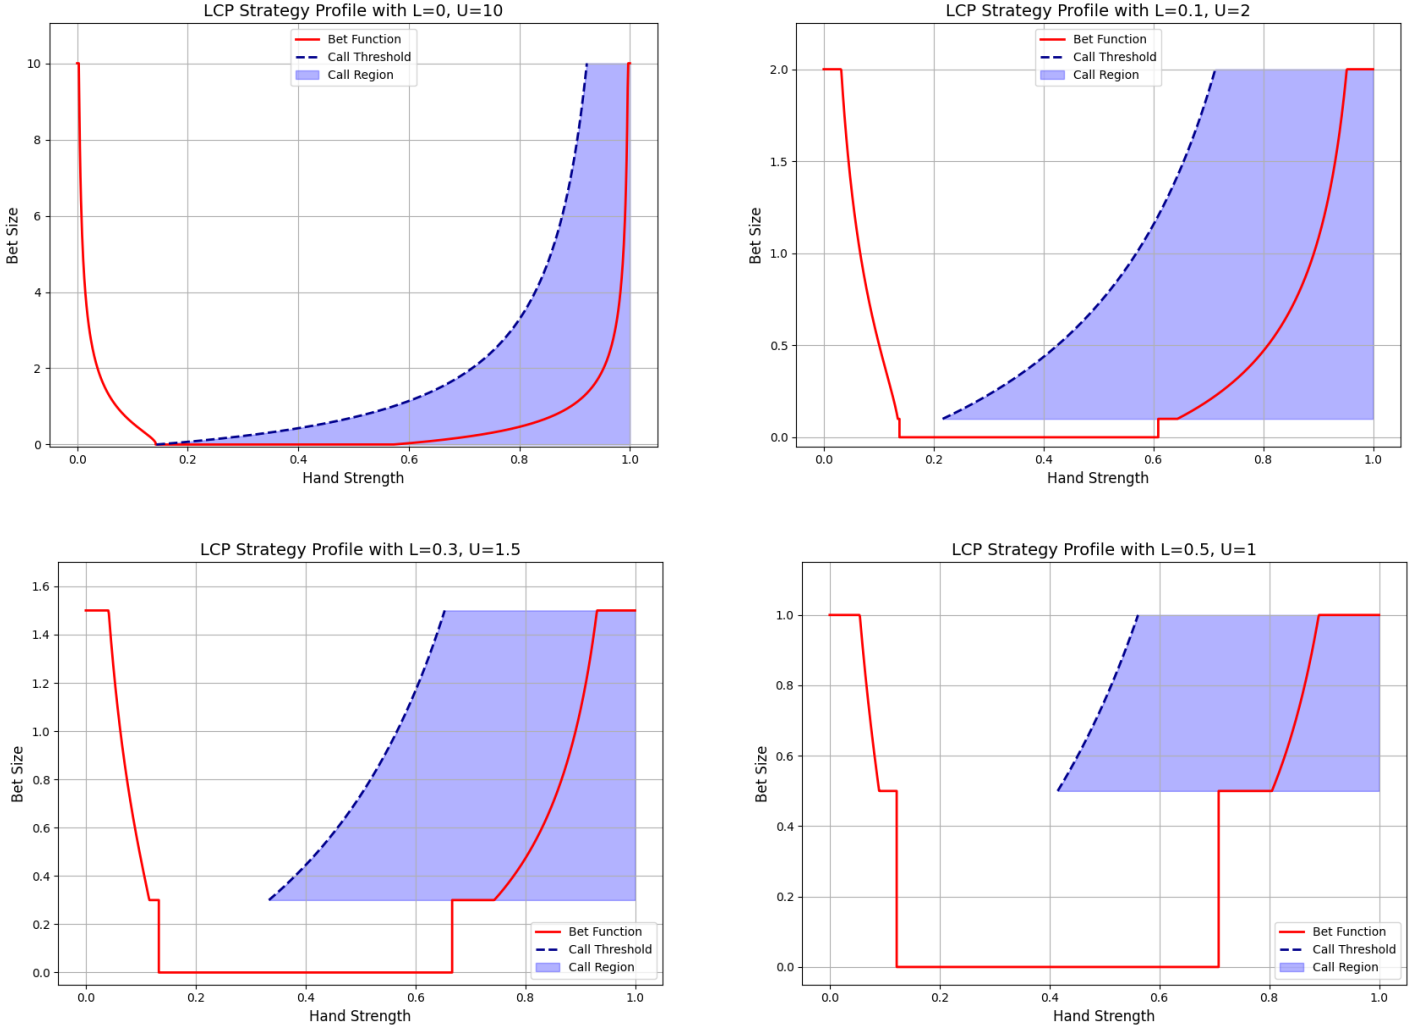 LCP Strategy Profile with L=0, U=10
Bet Function
Call Threshold
Call Region
10
8
6
4
2
0
Bet Size
0.0 0.2 0.4 0.6 0.8 1.0
Hand Strength
LCP Strategy Profile with L=0.1, U=2
Bet Function
Call Threshold
Call Region
2.0
1.5
1.0
0.5
0.0
Bet Size
0.0 0.2 0.4 0.6 0.8 1.0
Hand Strength
LCP Strategy Profile with L=0.3, U=1.5
1.6
1.4
1.2
1.0
0.8
0.6
0.4
0.2
0.0
Bet Size
Bet Function
Call Threshold
Call Region
0.0 0.2 0.4 0.6 0.8 1.0
Hand Strength
LCP Strategy Profile with L=0.5, U=1
1.0
0.8
0.6
0.4
0.2
0.0
Bet Size
Bet Function
Call Threshold
Call Region
0.0 0.2 0.4 0.6 0.8 1.0
Hand Strength